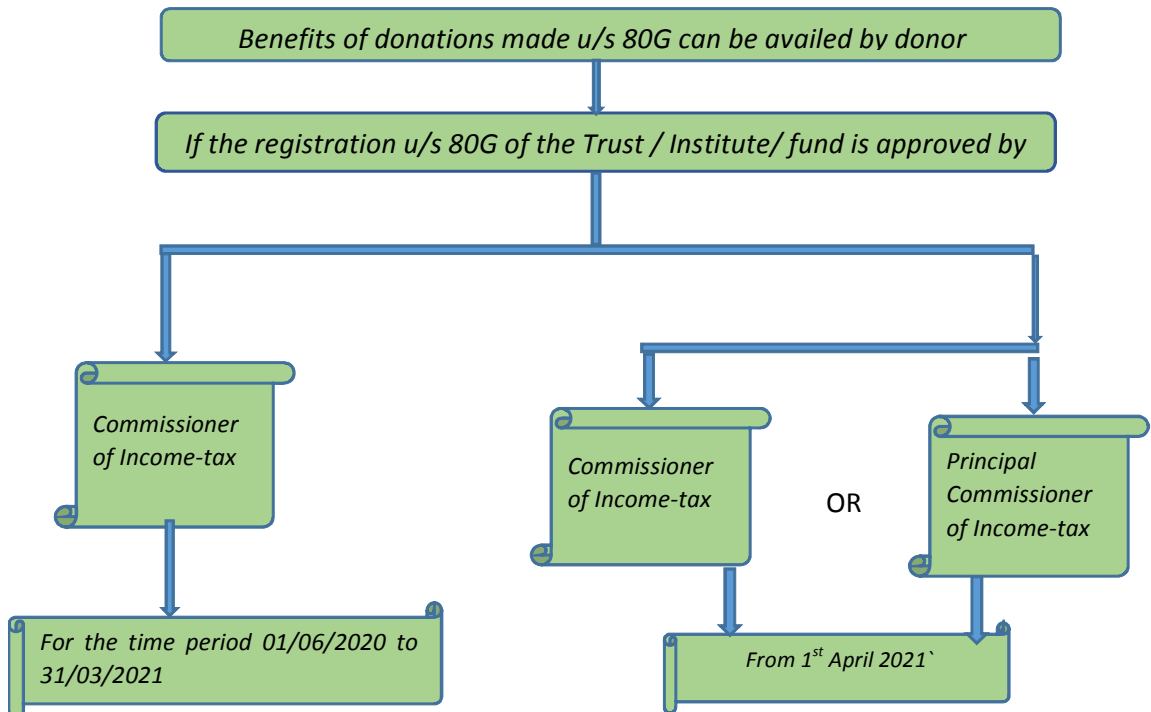 Benefits of donations made u/s 80G can be availed by donor
If the registration u/s 80G of the Trust / Institute/ fund is approved by
Commissioner
of Income-tax
Commissioner
of Income-tax
OR
Principal
Commissioner
of Income-tax
For the time period 01/06/2020 to
31/03/2021
From 1st April 2021`